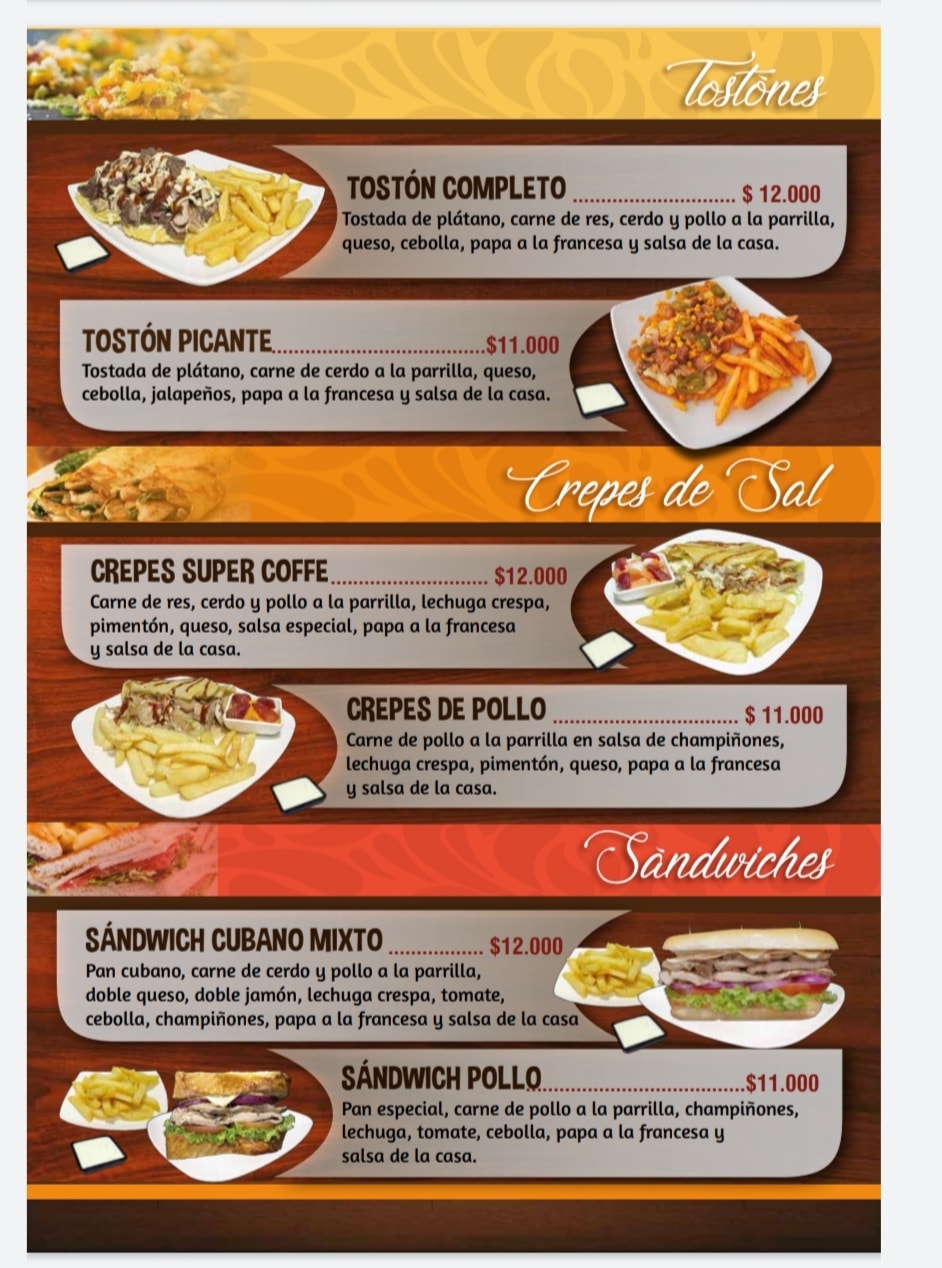 Tostònes
TOSTÓN COMPLETO ............................ $ 12.000
Tostada de plátano, carne de res, cerdo y pollo a la parrilla,
queso, cebolla, papa a la francesa y salsa de la casa.
TOSTÓN PICANTE.....................................$11.000
Tostada de plátano, carne de cerdo a la parrilla, queso,
cebolla, jalapeños, papa a la francesa y salsa de la casa.
Crepes de Sal
CREPES SUPER COFFE........................... $12.000
Carne de res, cerdo y pollo a la parrilla, lechuga crespa,
pimentón, queso, salsa especial, papa a la francesa
y salsa de la casa.
CREPES DE POLLO ................................ $ 11.000
Carne de pollo a la parrilla en salsa de champiñones,
lechuga crespa, pimentón, queso, papa a la francesa
y salsa de la casa.
Sàndwiches
SÁNDWICH CUBANO MIXTO ................ $12.000
Pan cubano, carne de cerdo y pollo a la parrilla,
doble queso, doble jamón, lechuga crespa, tomate,
cebolla, champiñones, papa a la francesa y salsa de la casa
SÁNDWICH POLLO......................................$11.000
Pan especial, carne de pollo a la parrilla, champiñones,
lechuga, tomate, cebolla, papa a la francesa y
salsa de la casa.